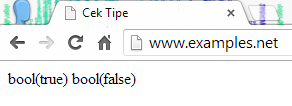 Cek Tipe
www.examples.net
bool(true) bool(false)